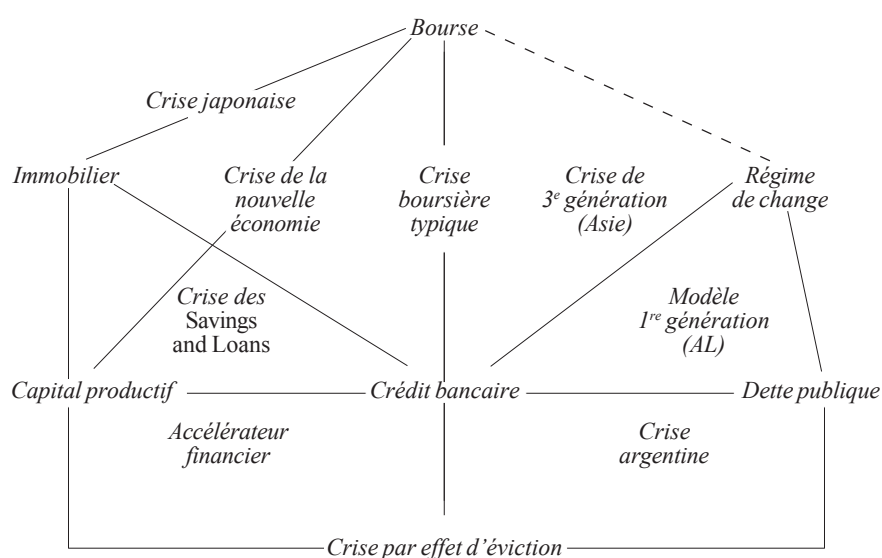 Bourse
Crise japonaise
Immobilier
Crise de la
nouvelle
économie
Crise
boursière
typique
Crise de
3e génération
(Asie)
Régime
de change
Crise des
Savings
and Loans
Modèle
1re génération
(AL)
Capital productif
Crédit bancaire
Dette publique
Accélérateur
financier
Crise
argentine
Crise par effet d’éviction